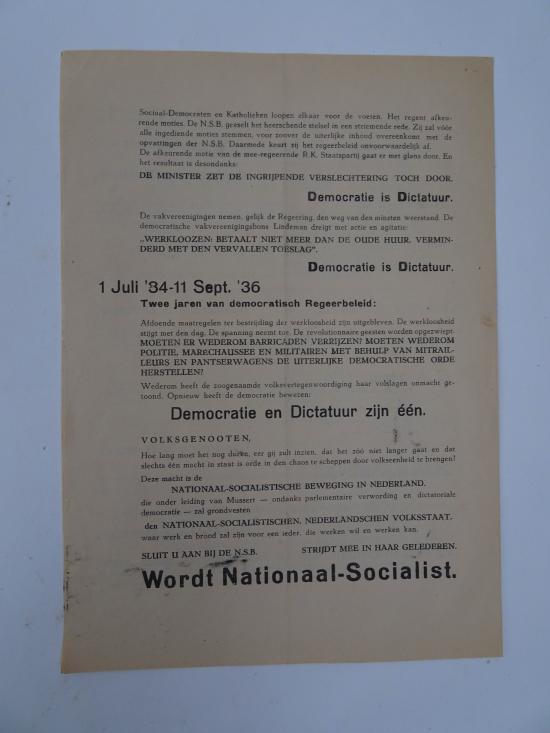 Sociaal-Democraten en Katholieken loopen elkaar voor de voeten. Het regent afkeu-
rende moties. De N.S.B. geeselt het heerschende stelsel in een striemende rede. Zij zal vóór
alle ingediende moties stemmen, voor zoover de uiterlijke inhoud overeenkomt met de
opvattingen der N.S.B. Daarmede keurt zij het regeerbeleid onvoorwaardelijk af.
De afkeurende motie van de mee-regeerende R.K. Staatspartij gaat er met glans door. En
het resultaat is desondanks:
DE MINISTER ZET DE INGRIJPENDE VERSLECHTERING TOCH DOOR.
Democratie is Dictatuur.
De vakvereenigingen nemen, gelijk de Regeering, den weg van den minsten weerstand. De
democratische vakvereenigingsbons Lindeman dreigt met actie en agitatie:
„WERKLOOZEN: BETAALT NIET MEER DAN DE OUDE HUUR, VERMIN-
DERD MET DEN VERVALLEN TOESLAG".
Democratie is Dictatuur.
1 Juli '34-11 Sept. '36
Twee jaren van democratisch Regeerbeleid:
Afdoende maatregelen ter bestrijding der werkloosheid zijn uitgebleven. De werkloosheid
stijgt met den dag. De spanning neemt toe. De revolutionnaire geesten worden opgezwiept.
MOETEN ER WEDEROM BARRICADEN VERRIJZEN? MOETEN WEDEROM
POLITIE, MARECHAUSSEE EN MILITAIREN MET BEHULP VAN MITRAIL-
LEURS EN PANTSERWAGENS DE UITERLIJKE DEMOCRATISCHE ORDE
HERSTELLEN?
Wederom heeft de zoogenaamde volksvertegenwoordiging haar volslagen onmacht ge-
toond. Opnieuw heeft de democratie bewezen:
Democratie en Dictatuur zijn één.
VOLKSGENOOTEN,
Hoe lang moet het nog duren, eer gij zult inzien, dat het zóó niet langer gaat en dat
slechts één macht in staat is orde in den chaos te scheppen door volkseenheid te brengen?
Deze macht is de
NATIONAAL-SOCIALISTISCHE BEWEGING IN NEDERLAND,
die onder leiding van Mussert — ondanks parlementaire verwording en dictatoriale
democratie — zal grondvesten
den NATIONAAL-SOCIALISTISCHEN, NEDERLANDSCHEN VOLKSSTAAT,
waar werk en brood zal zijn voor een ieder, die werken wil en werken kan.
SLUIT U AAN BIJ DE N.S.B. STRIJDT MEE IN HAAR GELEDEREN.
Wordt Nationaal-Socialist.